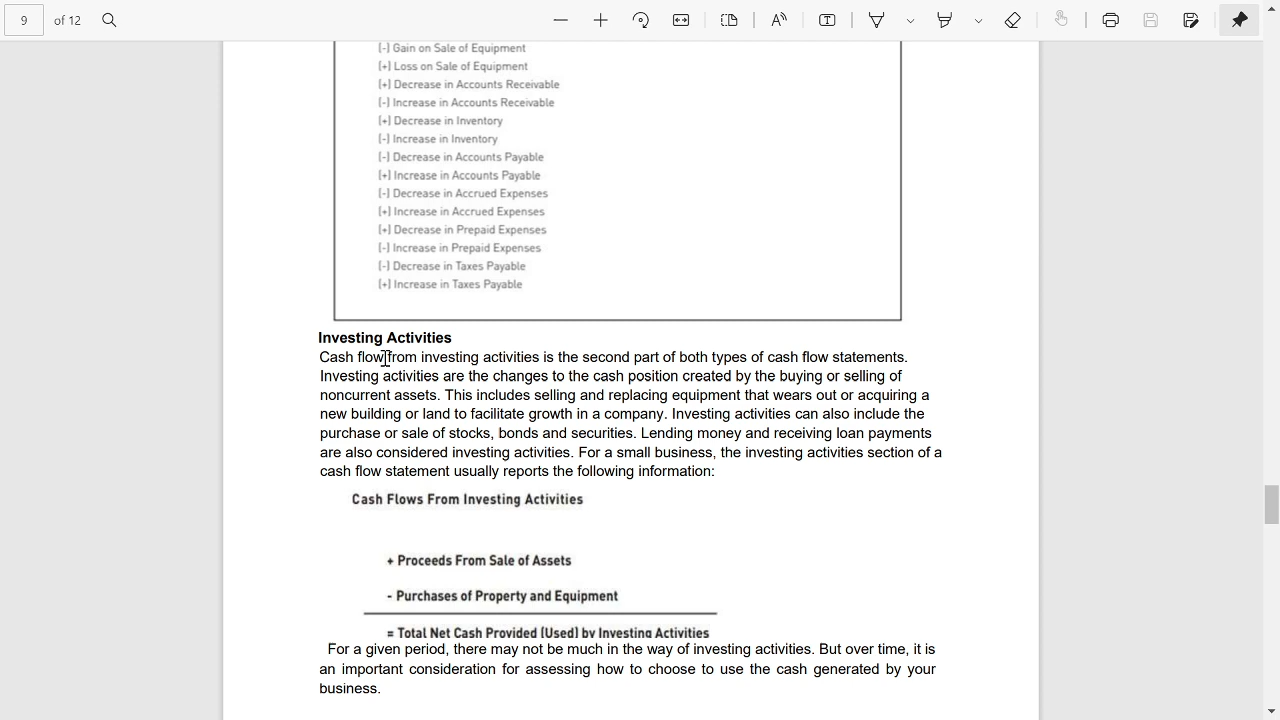 9 of 12
[-] Gain on Sale of Equipment
[+] Loss on Sale of Equipment
[+] Decrease in Accounts Receivable
[-] Increase in Accounts Receivable
[+] Decrease in Inventory
[-] Increase in Inventory
[-] Decrease in Accounts Payable
[+] Increase in Accounts Payable
[-] Decrease in Accrued Expenses
[+] Increase in Accrued Expenses
[+] Decrease in Prepaid Expenses
[-] Increase in Prepaid Expenses
[-] Decrease in Taxes Payable
[+] Increase in Taxes Payable
Investing Activities
Cash flow from investing activities is the second part of both types of cash flow statements.
Investing activities are the changes to the cash position created by the buying or selling of
noncurrent assets. This includes selling and replacing equipment that wears out or acquiring a
new building or land to facilitate growth in a company. Investing activities can also include the
purchase or sale of stocks, bonds and securities. Lending money and receiving loan payments
are also considered investing activities. For a small business, the investing activities section of a
cash flow statement usually reports the following information:
Cash Flows From Investing Activities
+ Proceeds From Sale of Assets
- Purchases of Property and Equipment
= Total Net Cash Provided (Used) by Investing Activities
For a given period, there may not be much in the way of investing activities. But over time, it is
an important consideration for assessing how to choose to use the cash generated by your
business.